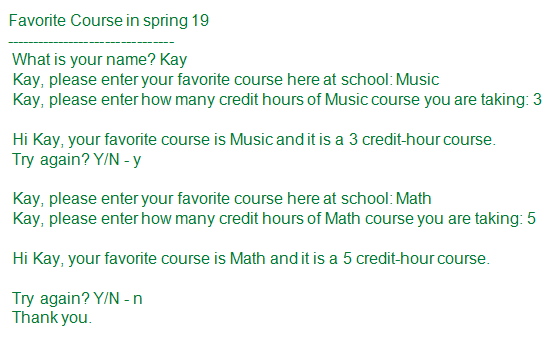 Favorite Course in spring 19
---------------------------------
What is your name? Kay
Kay, please enter your favorite course here at school: Music
Kay, please enter how many credit hours of Music course you are taking: 3
Hi Kay, your favorite course is Music and it is a 3 credit-hour course.
Try again? Y/N - y
Kay, please enter your favorite course here at school: Math
Kay, please enter how many credit hours of Math course you are taking: 5
Hi Kay, your favorite course is Math and it is a 5 credit-hour course.
Try again? Y/N - n
Thank you.